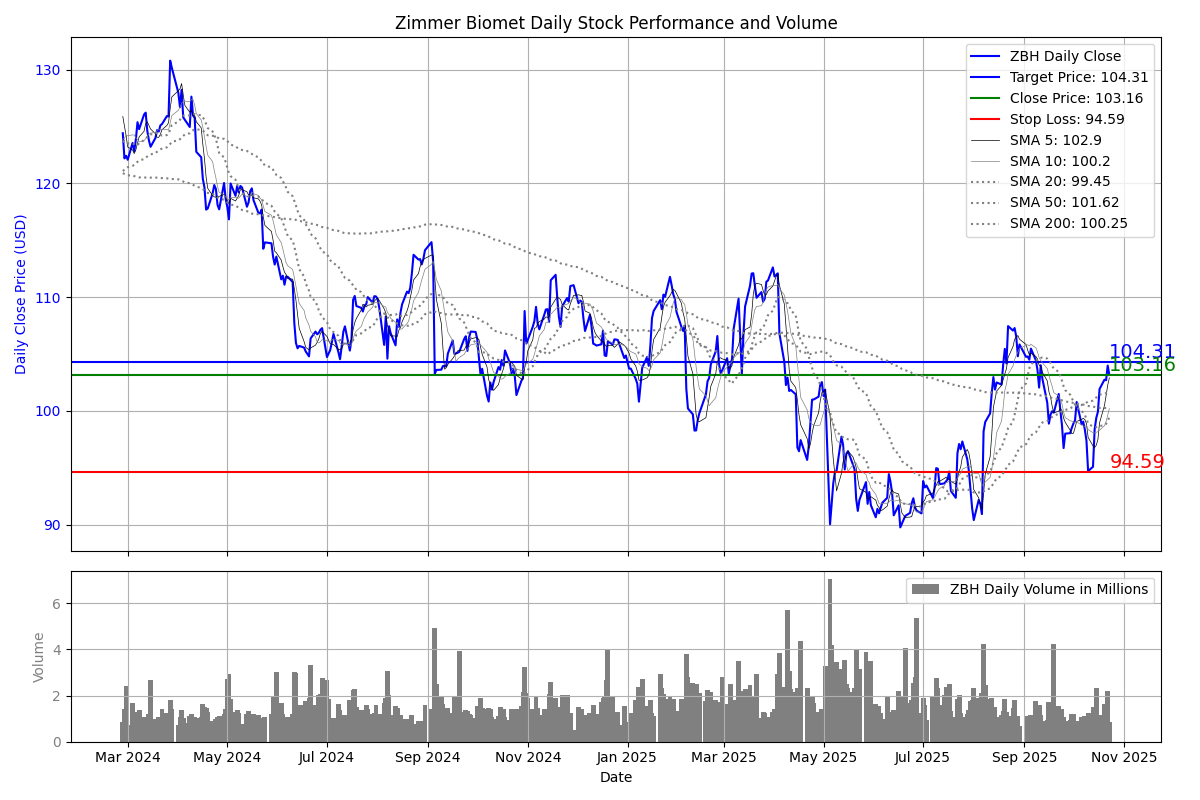 Zimmer Biomet Daily Stock Performance and Volume
Daily Close Price (USD)
130
120
110
100
90
ZBH Daily Close
Target Price: 104.31
Close Price: 103.16
Stop Loss: 94.59
SMA 5: 102.9
SMA 10: 100.2
SMA 20: 99.45
SMA 50: 101.62
SMA 200: 100.25
104.31
103.16
94.59
Volume
6
4
2
0
ZBH Daily Volume in Millions
Mar 2024 May 2024 Jul 2024 Sep 2024 Nov 2024 Jan 2025 Mar 2025 May 2025 Jul 2025 Sep 2025 Nov 2025
Date